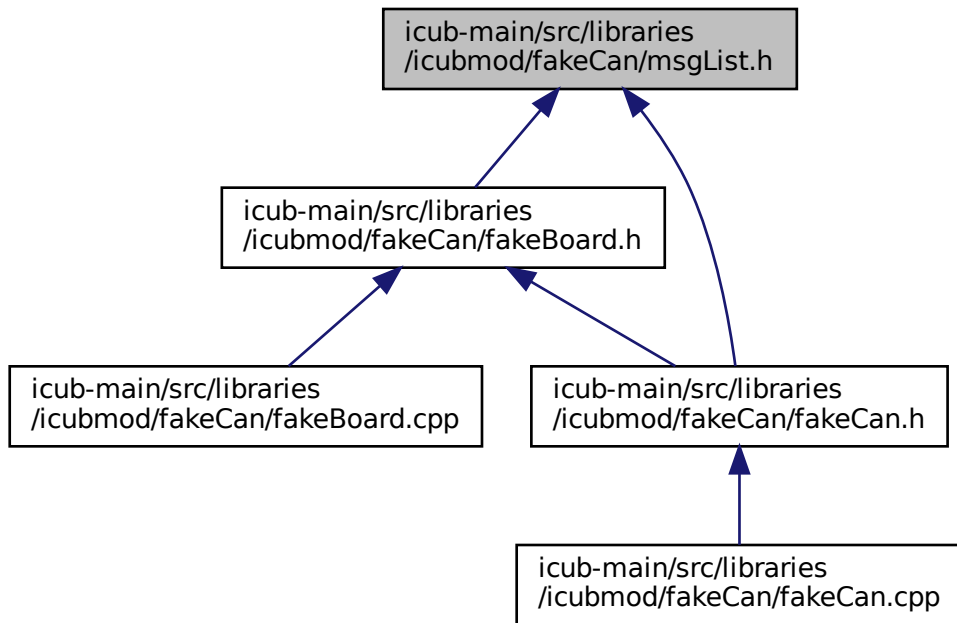 icub-main/src/libraries
/icubmod/fakeCan/msgList.h
icub-main/src/libraries
/icubmod/fakeCan/fakeBoard.h
icub-main/src/libraries
/icubmod/fakeCan/fakeBoard.cpp
icub-main/src/libraries
/icubmod/fakeCan/fakeCan.h
icub-main/src/libraries
/icubmod/fakeCan/fakeCan.cpp